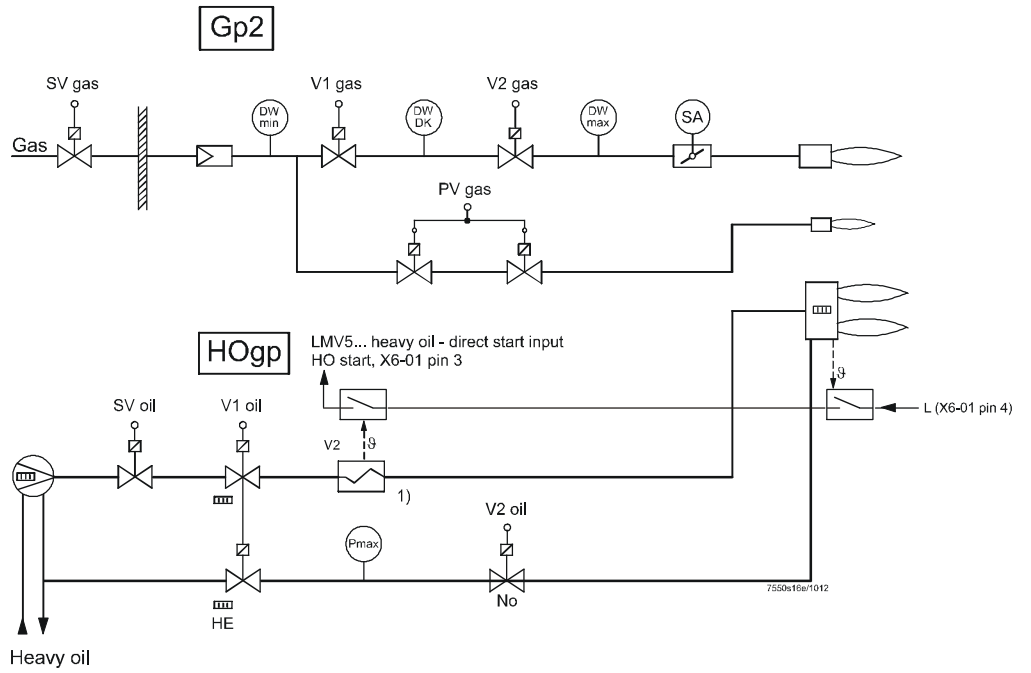 Gp2
SV gas
V1 gas
V2 gas
DW
min
DW
DK
DW
max
SA
Gas
PV gas
HOgp
LMV5... heavy oil - direct start input
HO start, X6-01 pin 3
ϑ
SV oil
V1 oil
L (X6-01 pin 4)
V2
ϑ
1)
V2 oil
Pmax
7550s16e/1012
No
HE
Heavy oil